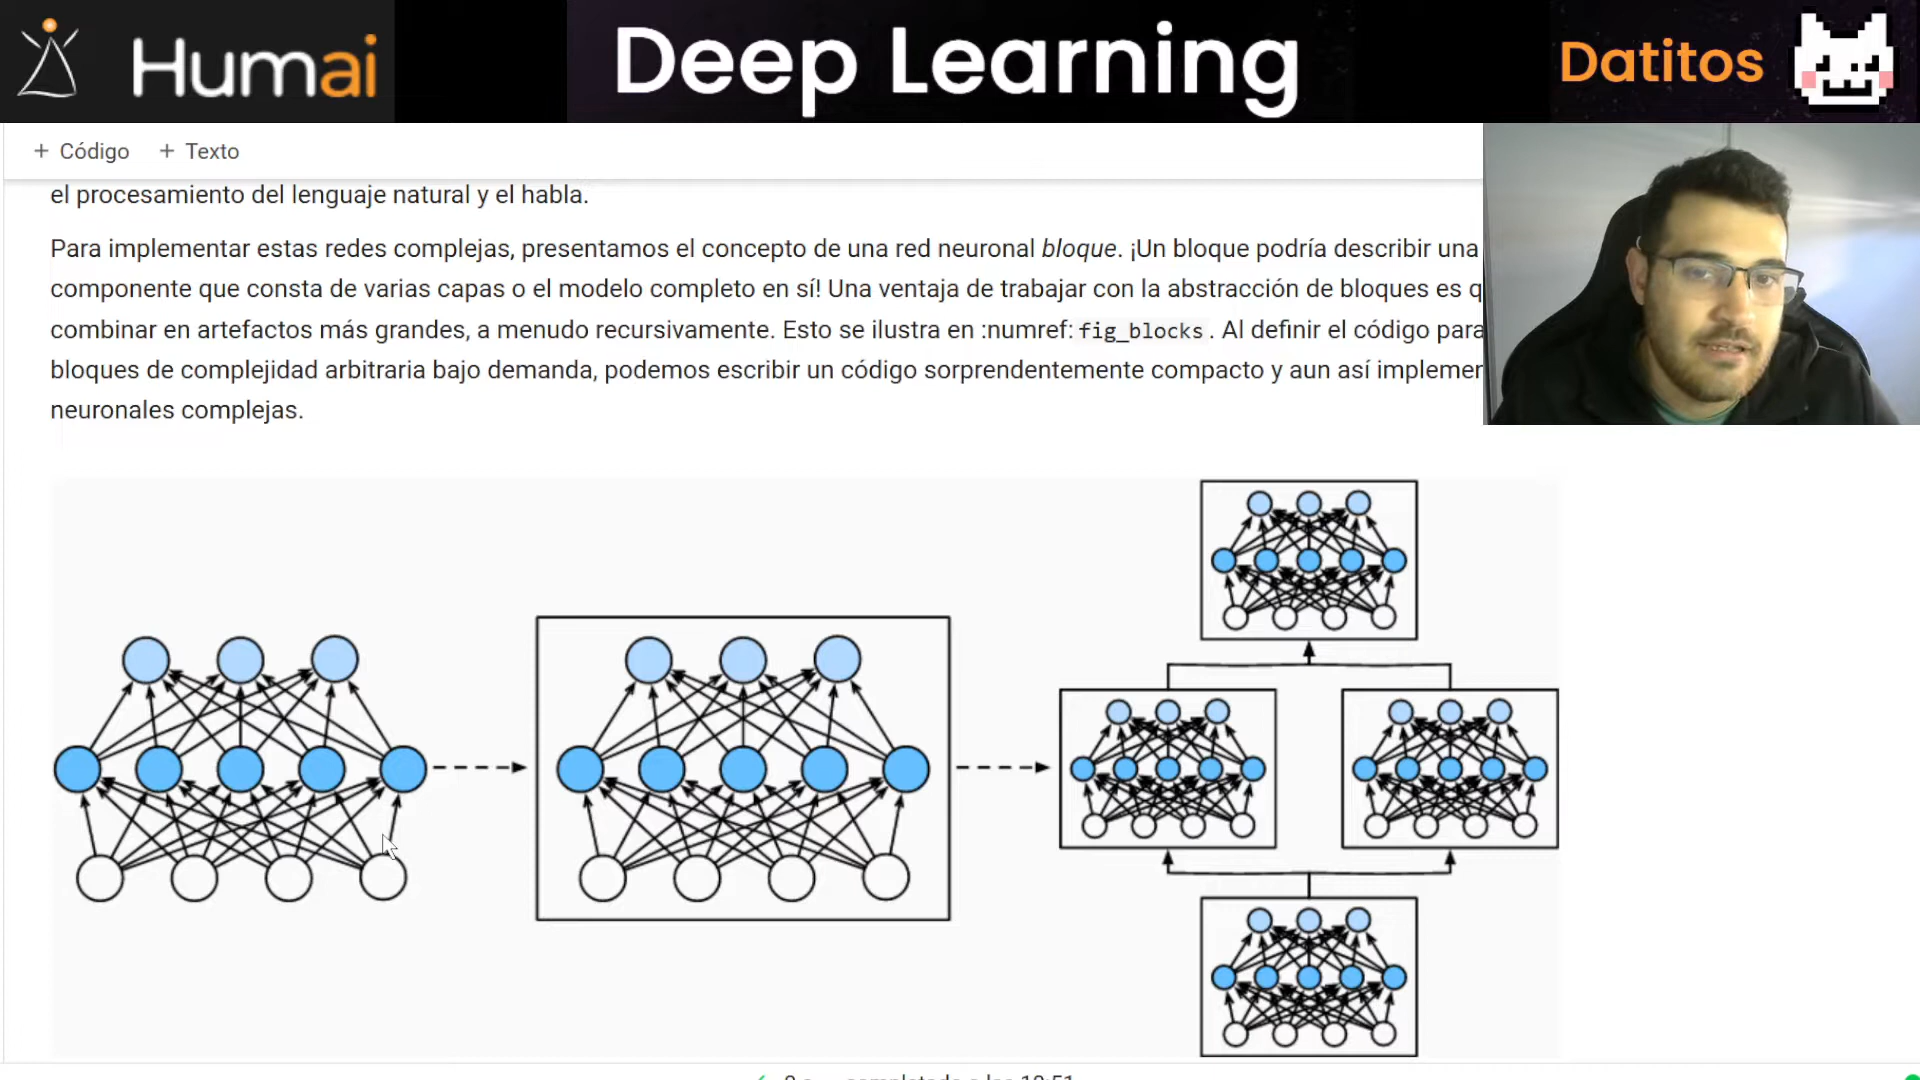 Humai
Deep Learning
Datitos
+ Código + Texto
el procesamiento del lenguaje natural y el habla.
Para implementar estas redes complejas, presentamos el concepto de una red neuronal bloque. ¡Un bloque podría describir una
componente que consta de varias capas o el modelo completo en sí! Una ventaja de trabajar con la abstracción de bloques es
combinar en artefactos más grandes, a menudo recursivamente. Esto se ilustra en :numref: fig_blocks . Al definir el código para
bloques de complejidad arbitraria bajo demanda, podemos escribir un código sorprendentemente compacto y aun así
neuronales complejas.